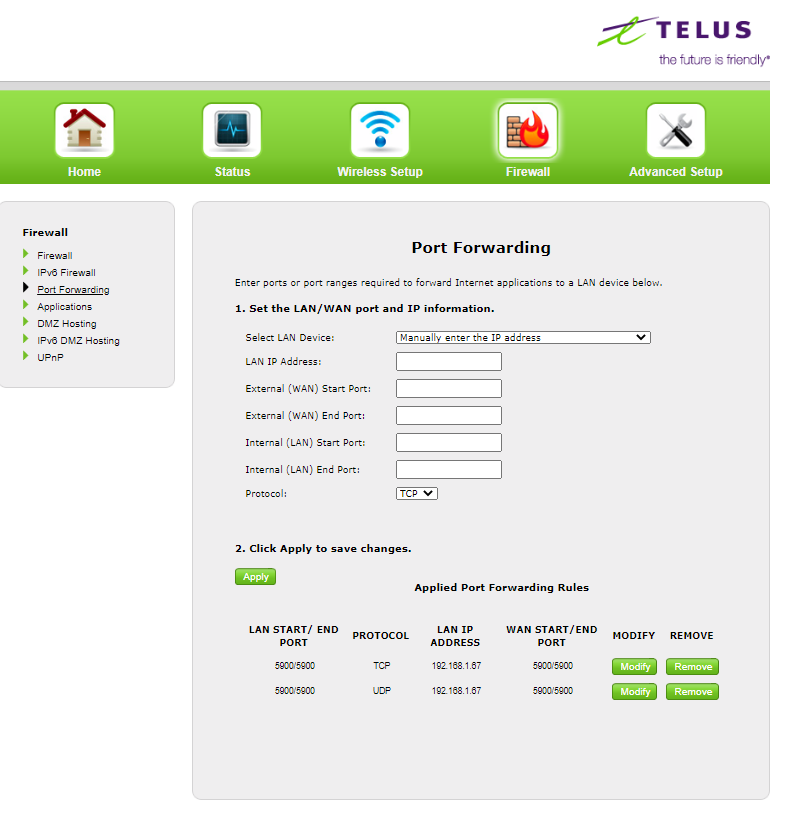 TELUS
the future is friendly®
Home
Status
Wireless Setup
Firewall
Advanced Setup
Firewall
Firewall
IPv6 Firewall
Port Forwarding
Applications
DMZ Hosting
IPv6 DMZ Hosting
UPnP
Port Forwarding
Enter ports or port ranges required to forward Internet applications to a LAN device below.
1. Set the LAN/WAN port and IP information.
Select LAN Device: Manually enter the IP address
LAN IP Address:
External (WAN) Start Port:
External (WAN) End Port:
Internal (LAN) Start Port:
Internal (LAN) End Port:
Protocol: TCP
2. Click Apply to save changes.
Apply
Applied Port Forwarding Rules
LAN START/ END PORT PROTOCOL LAN IP ADDRESS WAN START/END PORT MODIFY REMOVE
5900/5900 TCP 192.168.1.67 5900/5900 Modify Remove
5900/5900 UDP 192.168.1.67 5900/5900 Modify Remove